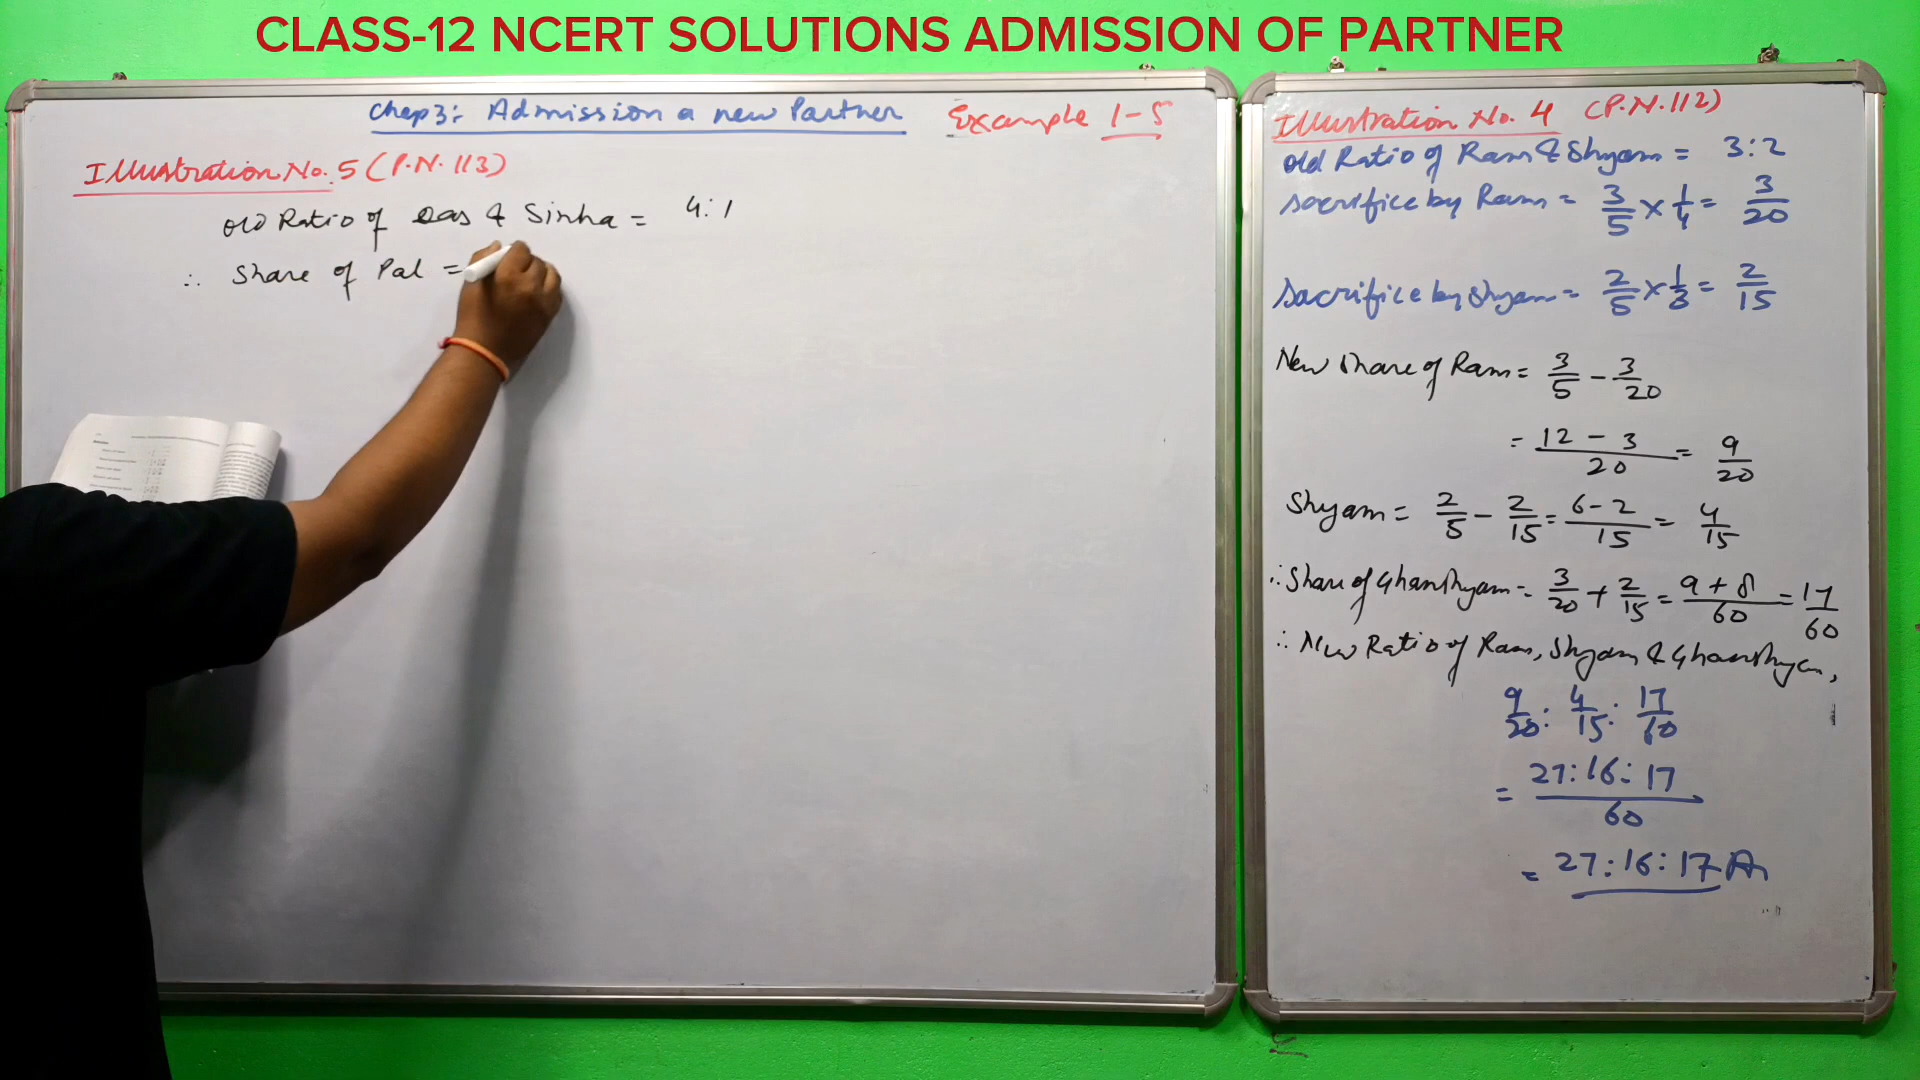 CLASS-12 NCERT SOLUTIONS ADMISSION OF PARTNER
Chap 3: Admission a new Partner Example 1-5
Illustration No. 5 (P.N. 113)
Old Ratio of Das & Sinha = 4:1
∴ Share of Pal =
Illustration No. 4 (P.N. 112)
Old Ratio of Ram & Shyam = 3:2
Sacrifice by Ram = 3/5 × 1/4 = 3/20
Sacrifice by Shyam = 2/5 × 1/3 = 2/15
New Share of Ram = 3/5 - 3/20
= 12 - 3/20 = 9/20
Shyam = 2/5 - 2/15 = 6-2/15 = 4/15
∴ Share of Ghanshyam = 3/20 + 2/15 = 9+8/60 = 17/60
∴ New Ratio of Ram, Shyam & Ghanshyam,
9/20 : 4/15 : 17/60
= 27:16:17/60
= 27:16:17